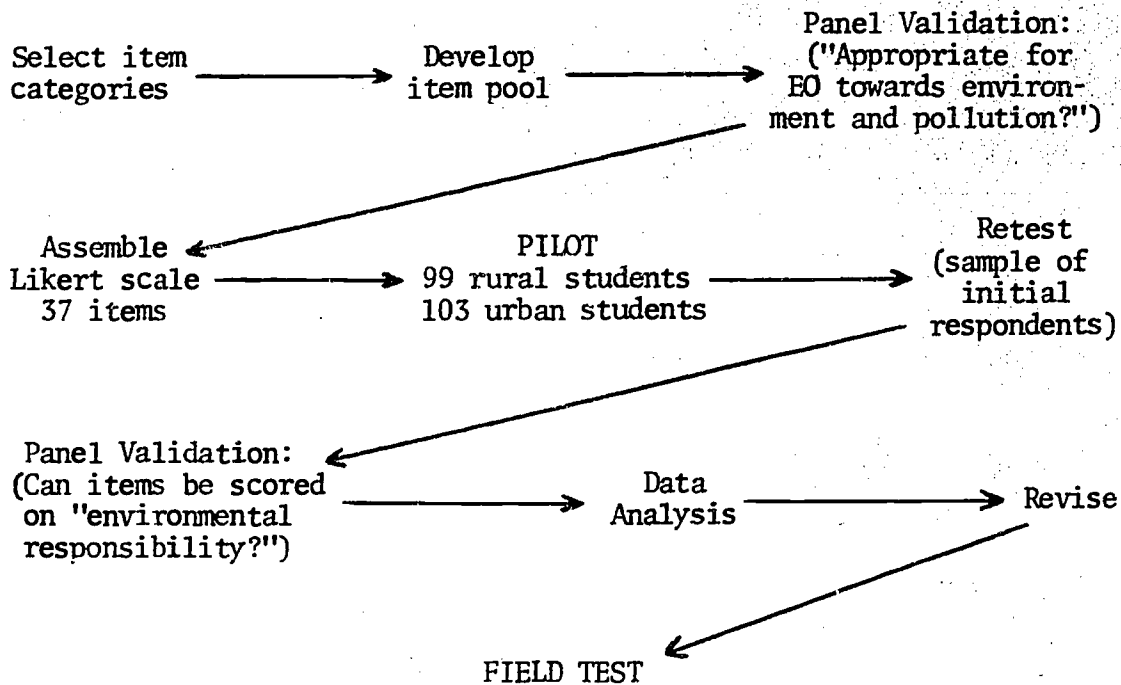 Select item
categories
Develop
item pool
Panel Validation:
("Appropriate for
EO towards environ-
ment and pollution?")
Assemble
Likert scale
37 items
PILOT
99 rural students
103 urban students
Retest
(sample of
initial
respondents)
Panel Validation:
(Can items be scored
on "environmental
responsibility?")
Data
Analysis
Revise
FIELD TEST